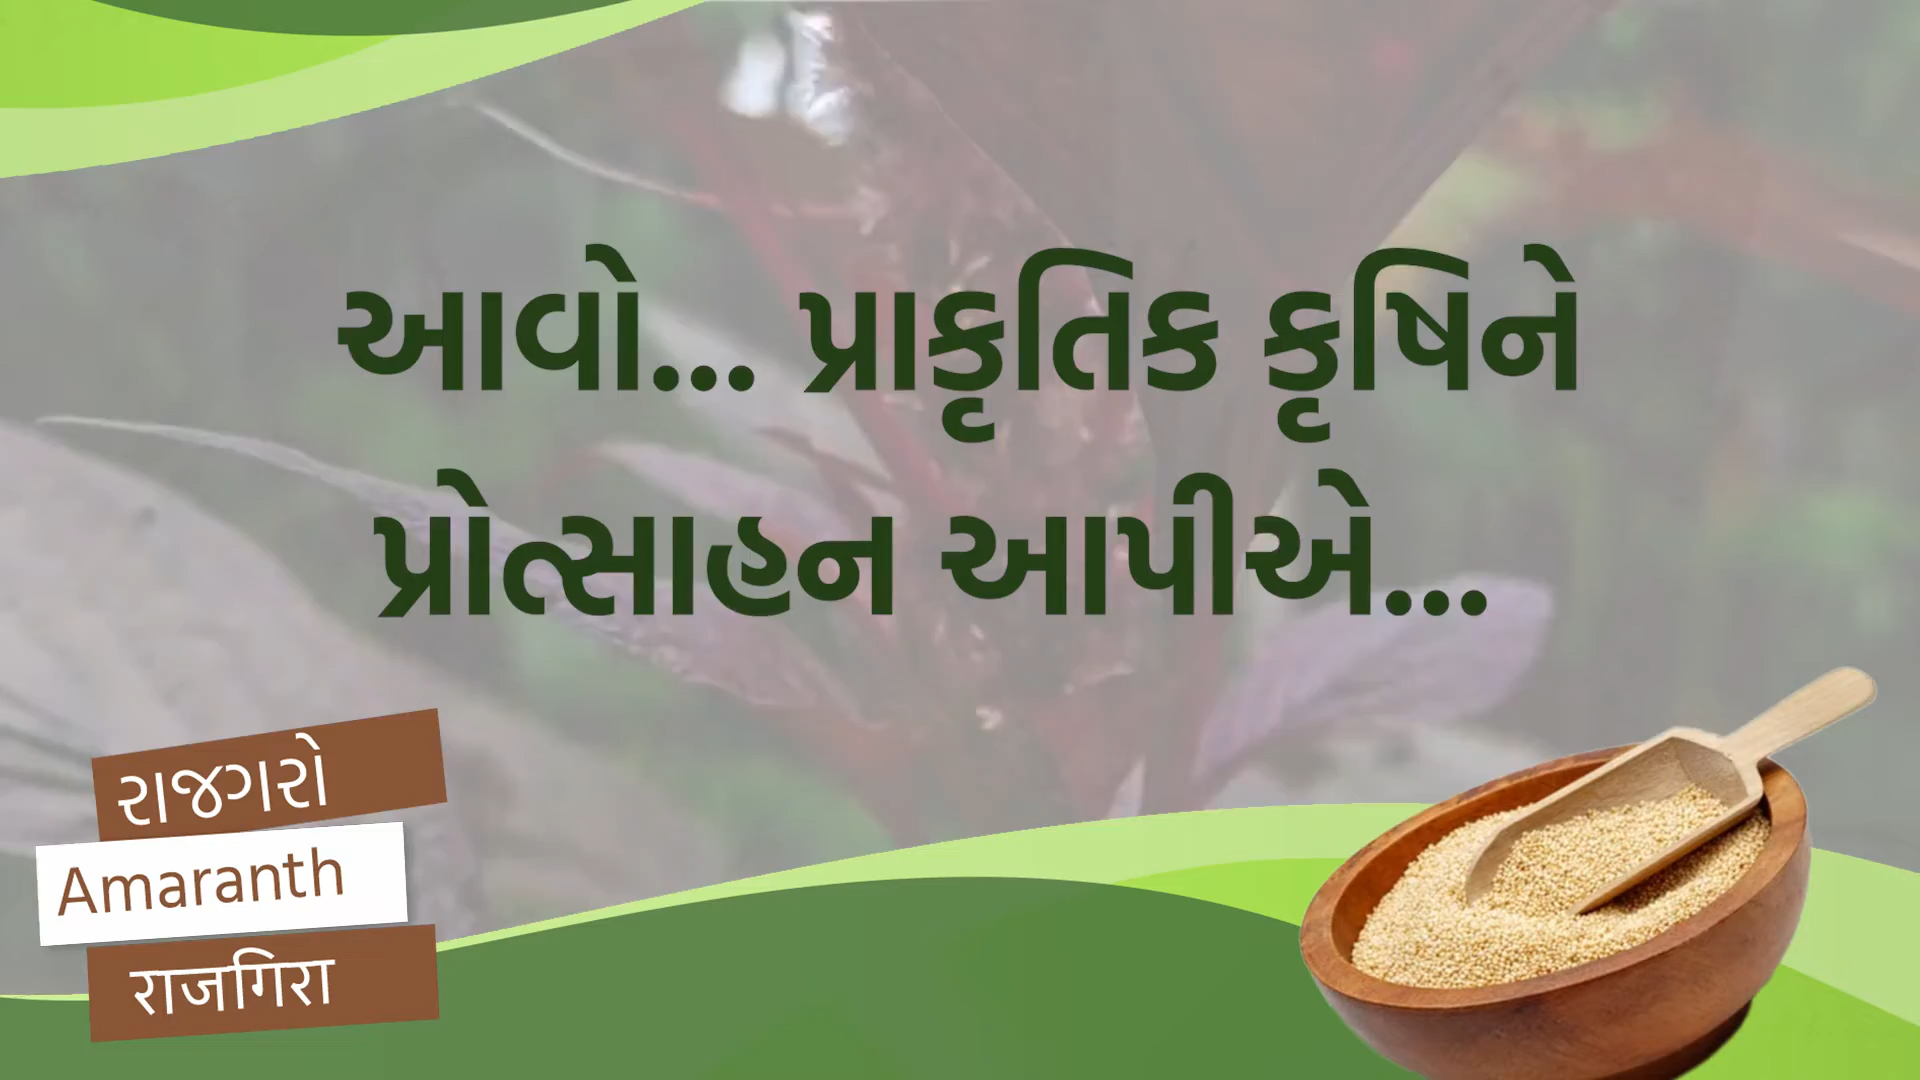 આવો... પ્રાકૃતિક કૃષિને
પ્રોત્સાહન આપીએ...
રાજગરો
Amaranth
राजगिरा